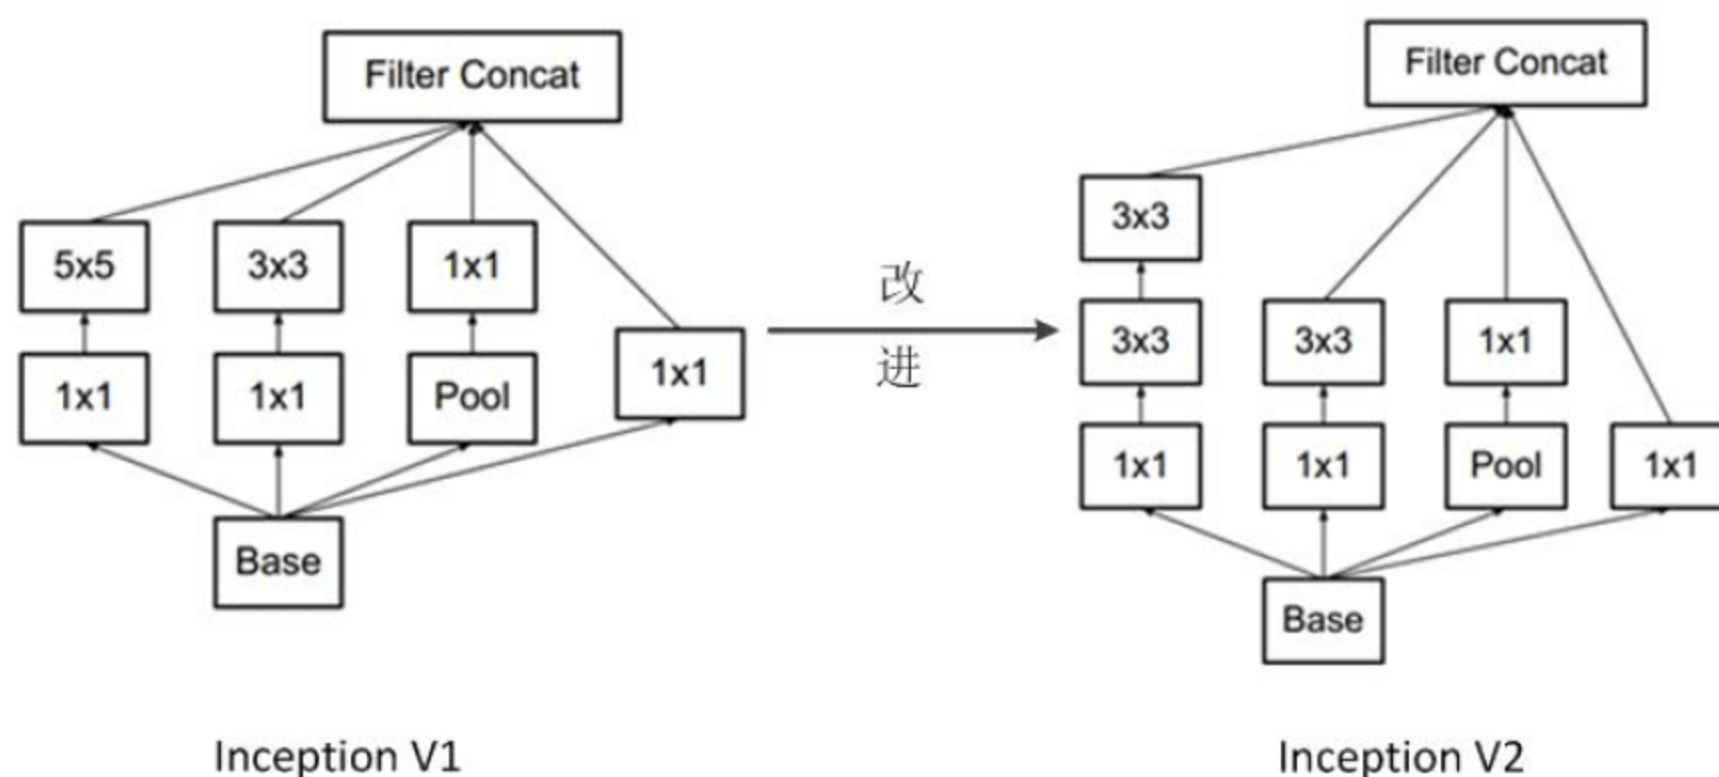 Filter Concat
5x5
3x3
1x1
1x1
1x1
Pool
1x1
Base
Inception V1
改
进
Filter Concat
3x3
3x3
3x3
1x1
1x1
1x1
Pool
1x1
Base
Inception V2